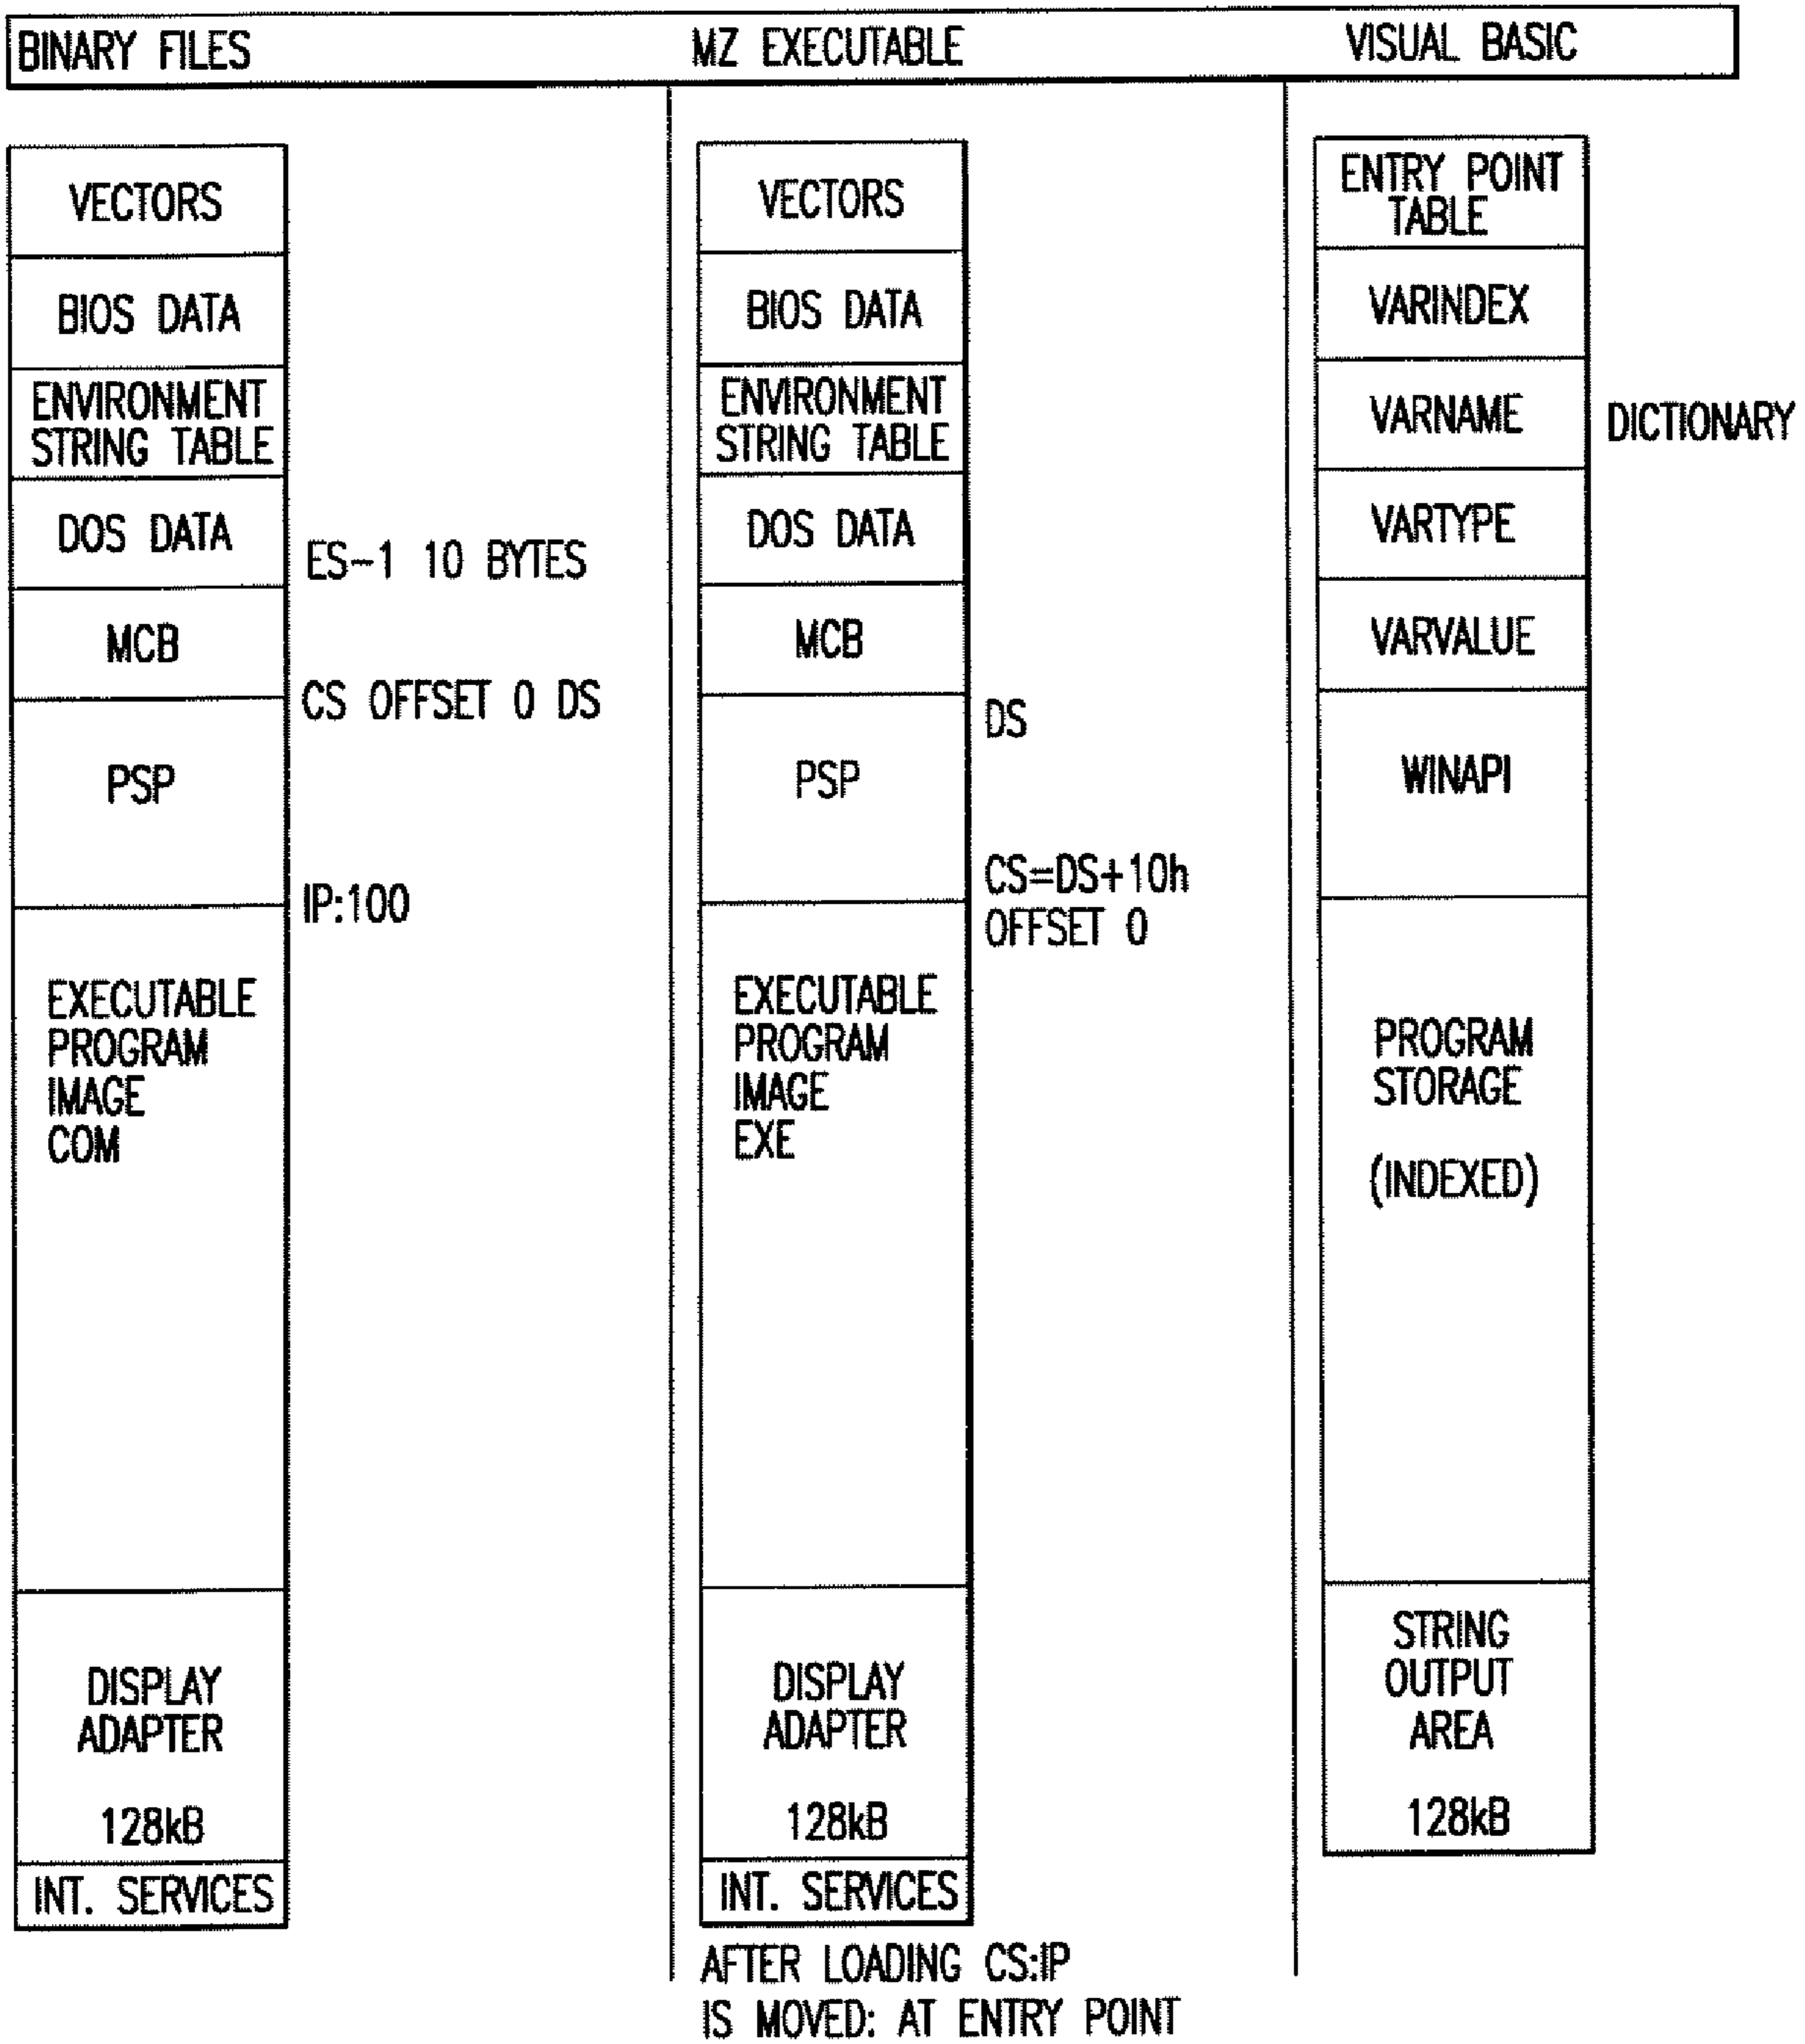 BINARY FILES
MZ EXECUTABLE
VISUAL BASIC
VECTORS
BIOS DATA
ENVIRONMENT
STRING TABLE
DOS DATA
ES-1 10 BYTES
MCB
CS OFFSET 0 DS
PSP
IP:100
EXECUTABLE
PROGRAM
IMAGE
COM
DISPLAY
ADAPTER
128kB
INT. SERVICES
VECTORS
BIOS DATA
ENVIRONMENT
STRING TABLE
DOS DATA
MCB
DS
PSP
CS=DS+10h
OFFSET 0
EXECUTABLE
PROGRAM
IMAGE
EXE
DISPLAY
ADAPTER
128kB
INT. SERVICES
AFTER LOADING CS:IP
IS MOVED: AT ENTRY POINT
ENTRY POINT
TABLE
VARINDEX
VARNAME
DICTIONARY
VARTYPE
VARVALUE
WINAPI
PROGRAM
STORAGE
(INDEXED)
STRING
OUTPUT
AREA
128kB